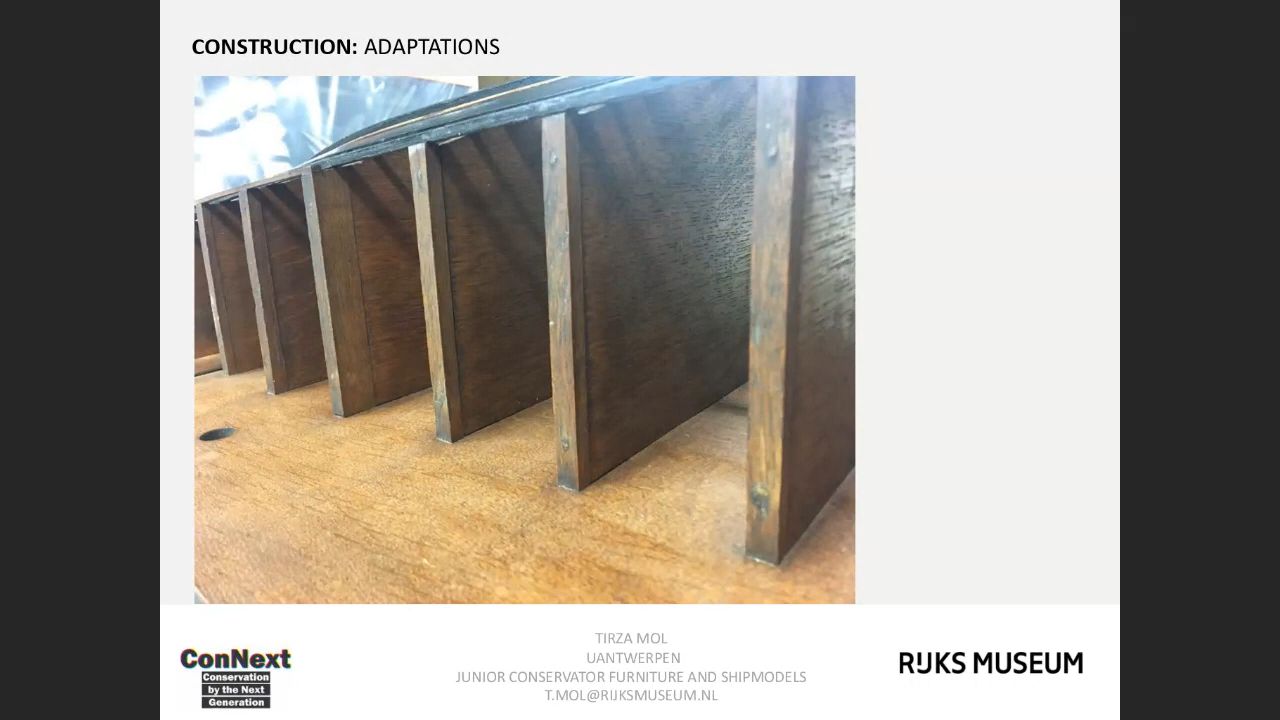 CONSTRUCTION: ADAPTATIONS
TIRZA MOL
UANTWERPEN
JUNIOR CONSERVATOR FURNITURE AND SHIPMODELS
T.MOL@RIJKSMUSEUM.NL
ConNext
Conservation
by the Next
Generation
RIJKS MUSEUM